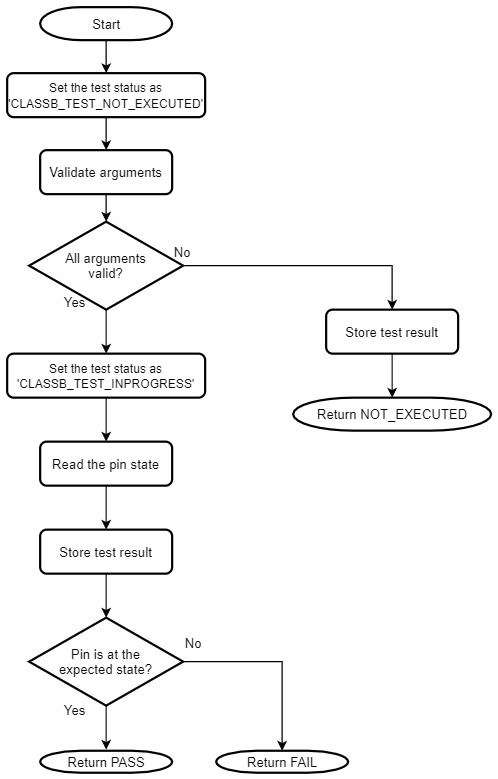 Start
Set the test status as
'CLASSB_TEST_NOT_EXECUTED'
Validate arguments
All arguments
valid?
No
Yes
Store test result
Return NOT_EXECUTED
Set the test status as
'CLASSB_TEST_INPROGRESS'
Read the pin state
Store test result
Pin is at the
expected state?
No
Yes
Return PASS
Return FAIL